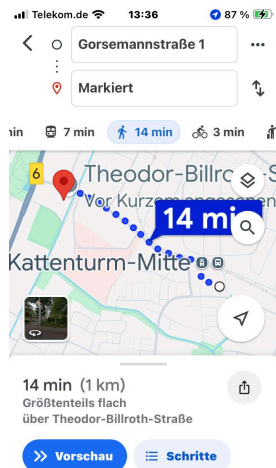 Telekom.de 13:36 87 %
Gorsemannstraße 1
Markiert
7 min 14 min 3 min
6
Theodor-Billroth-S
Vor Kurzem angesehen
14 min
Kattenturm-Mitte
14 min (1 km)
Größtenteils flach
über Theodor-Billroth-Straße
Vorschau Schritte